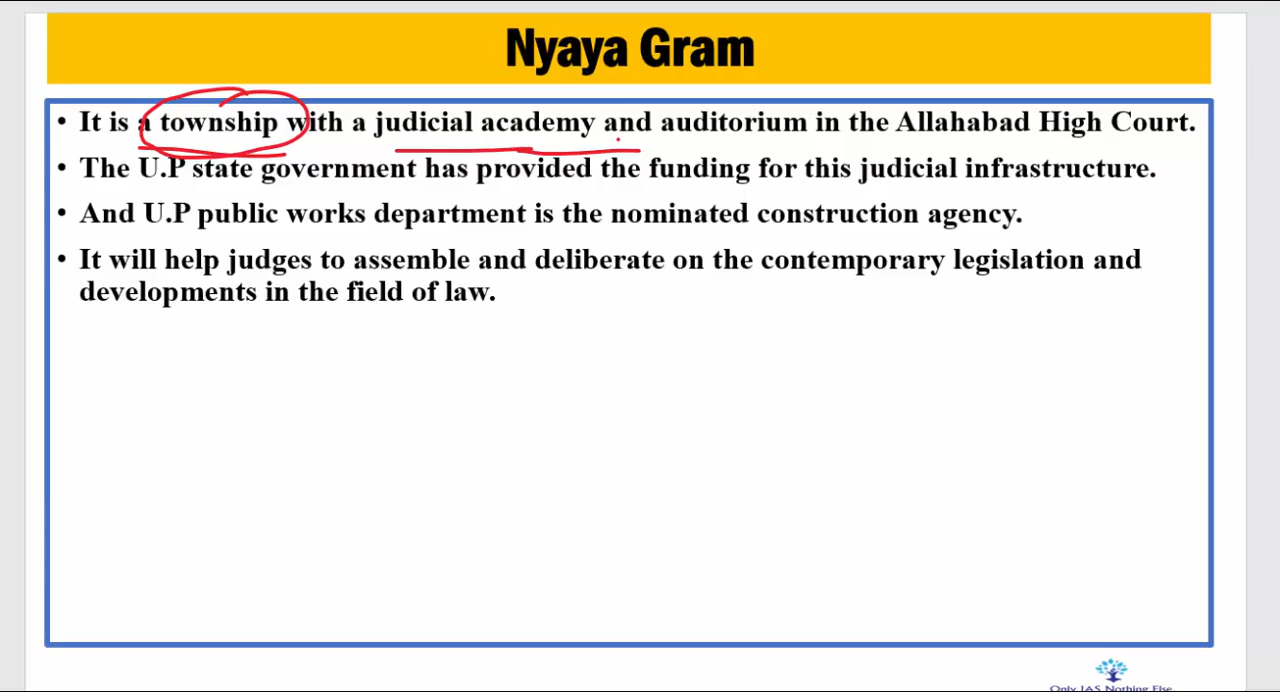 Nyaya Gram
• It is a township with a judicial academy and auditorium in the Allahabad High Court.
• The U.P state government has provided the funding for this judicial infrastructure.
• And U.P public works department is the nominated construction agency.
• It will help judges to assemble and deliberate on the contemporary legislation and
developments in the field of law.
Only IAS Nothing Else